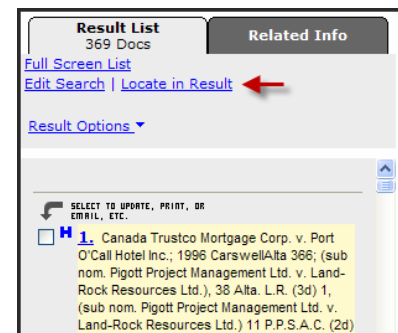 Result List
369 Docs
Related Info
Full Screen List
Edit Search | Locate in Result
Result Options
SELECT TO UPDATE, PRINT, OR
EMAIL, ETC.
H 1. Canada Trustco Mortgage Corp. v. Port
O'Call Hotel Inc.; 1996 CarswellAlta 366; (sub
nom. Pigott Project Management Ltd. v. Land-
Rock Resources Ltd.), 38 Alta. L.R. (3d) 1,
(sub nom. Pigott Project Management Ltd. v.
Land-Rock Resources Ltd.) 11 P.P.S.A.C. (2d)